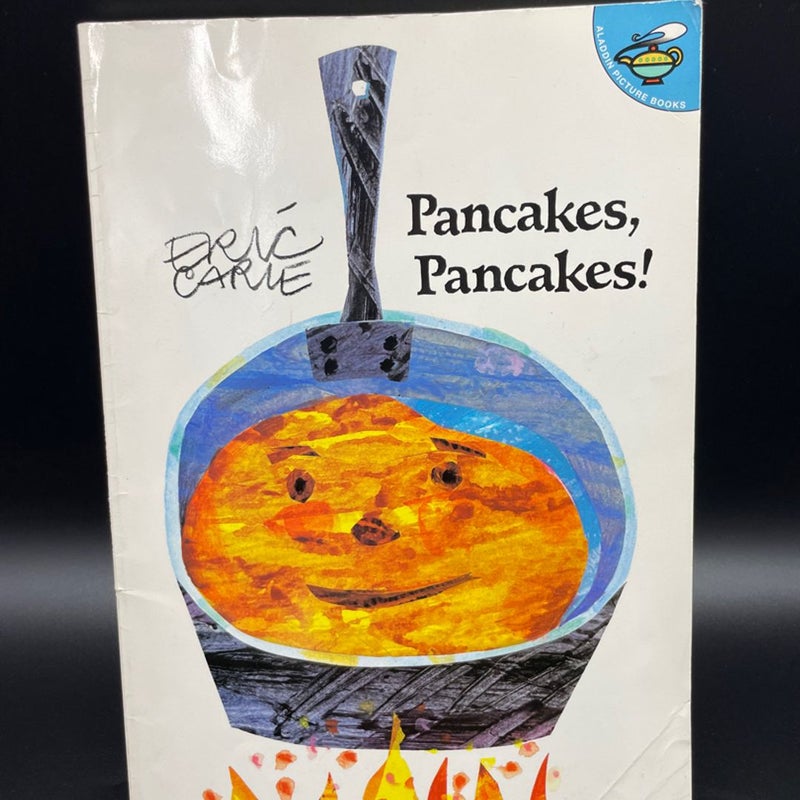 ALADDIN PICTURE BOOKS
Pancakes,
Pancakes!
ERIC
CARLE